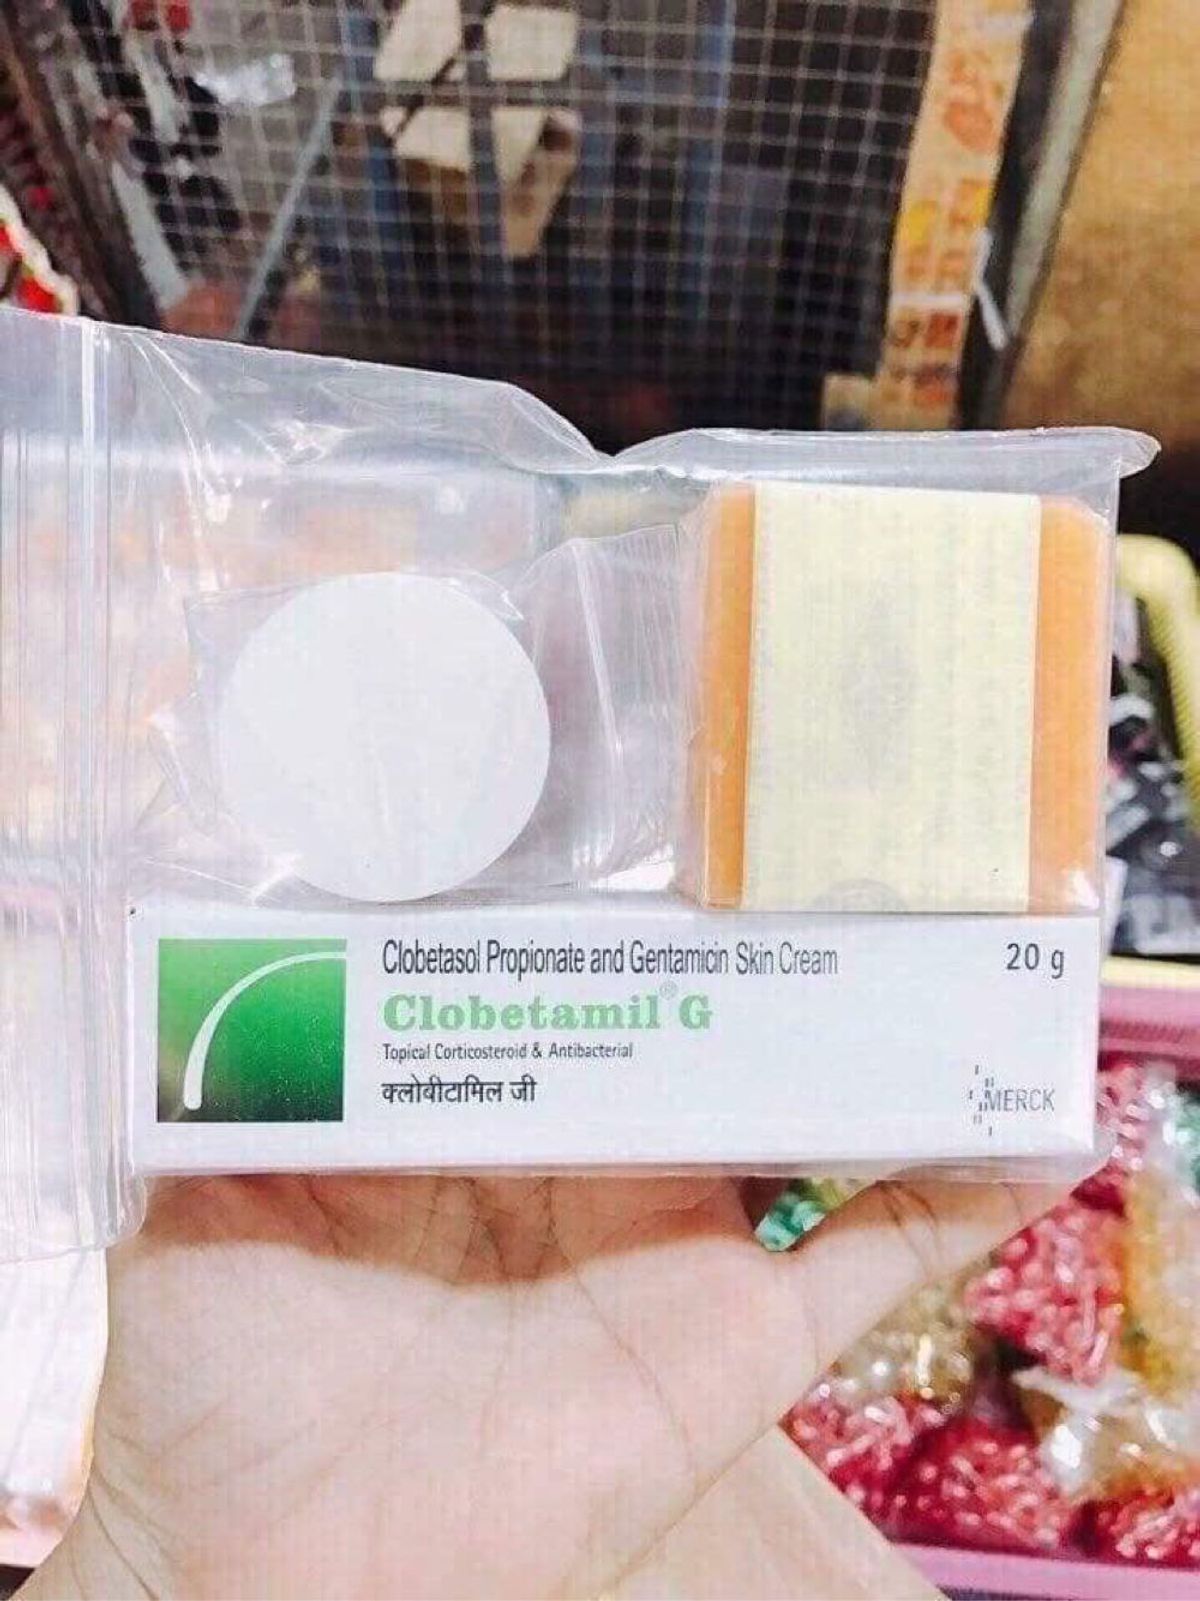 Clobetasol Propionate and Gentamicin Skin Cream
20 g
Clobetamil® G
Topical Corticosteroid & Antibacterial
क्लोबीटामिल जी
MERCK